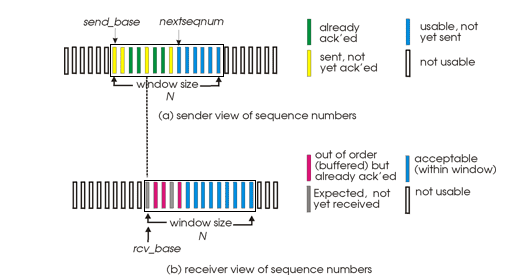 send_base
nextseqnum
already
ack'ed
usable, not
yet sent
sent, not
yet ack'ed
not usable
window size
N
(a) sender view of sequence numbers
out of order
(buffered) but
already ack'ed
acceptable
(within window)
Expected, not
yet received
not usable
window size
N
rcv_base
(b) receiver view of sequence numbers